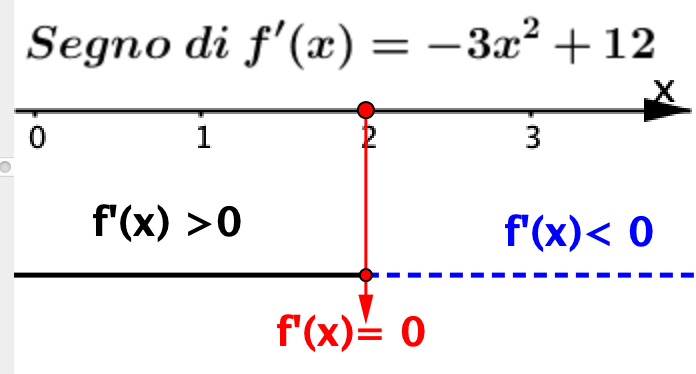 Segno di f′(x) = −3x² + 12
x
0 1 2 3
f'(x) >0
f'(x)< 0
f'(x)= 0